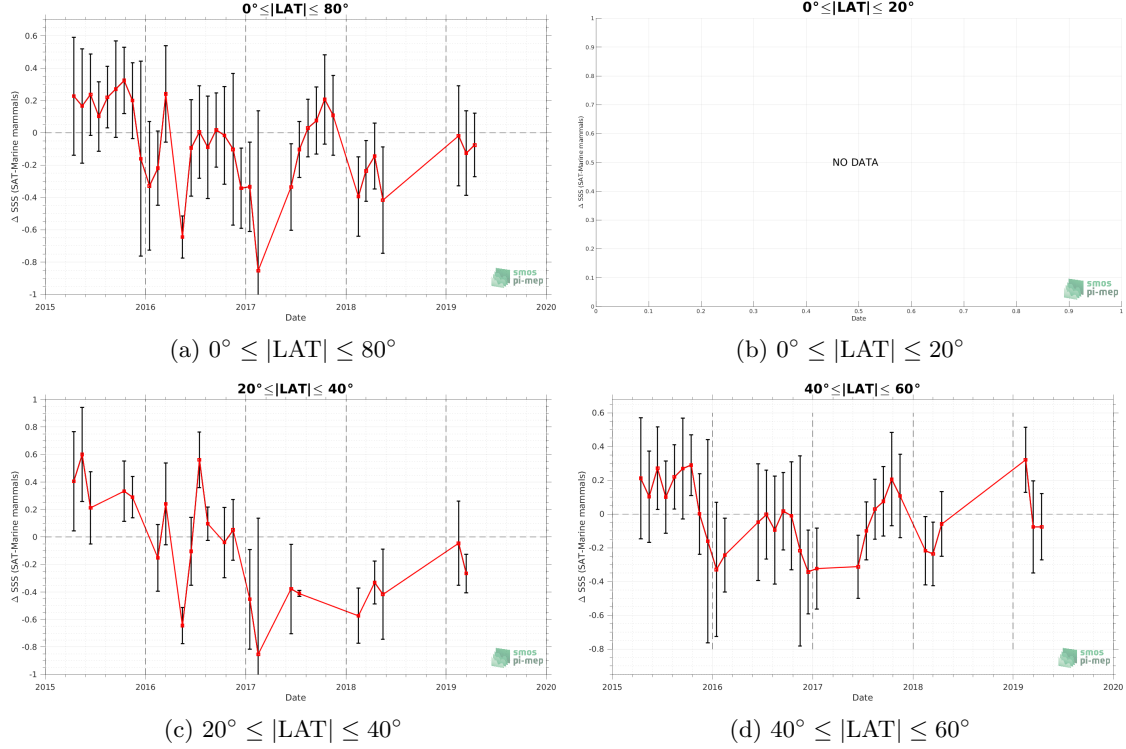 0°≤|LAT|≤ 80°
Δ SSS (SAT-Marine mammals)
0.6
0.4
0.2
0
-0.2
-0.4
-0.6
-0.8
-1
2015
2016
2017
2018
2019
2020
Date
smos
pi-mep
(a) 0° ≤ |LAT| ≤ 80°
0°≤|LAT|≤ 20°
Δ SSS (SAT-Marine mammals)
1
0.9
0.8
0.7
0.6
0.5
0.4
0.3
0.2
0.1
0
NO DATA
0
0.1
0.2
0.3
0.4
0.5
0.6
0.7
0.8
0.9
1
Date
smos
pi-mep
(b) 0° ≤ |LAT| ≤ 20°
20°≤|LAT|≤ 40°
Δ SSS (SAT-Marine mammals)
1
0.8
0.6
0.4
0.2
0
-0.2
-0.4
-0.6
-0.8
-1
2015
2016
2017
2018
2019
2020
Date
smos
pi-mep
(c) 20° ≤ |LAT| ≤ 40°
40°≤|LAT|≤ 60°
Δ SSS (SAT-Marine mammals)
0.6
0.4
0.2
0
-0.2
-0.4
-0.6
-0.8
2015
2016
2017
2018
2019
2020
Date
smos
pi-mep
(d) 40° ≤ |LAT| ≤ 60°